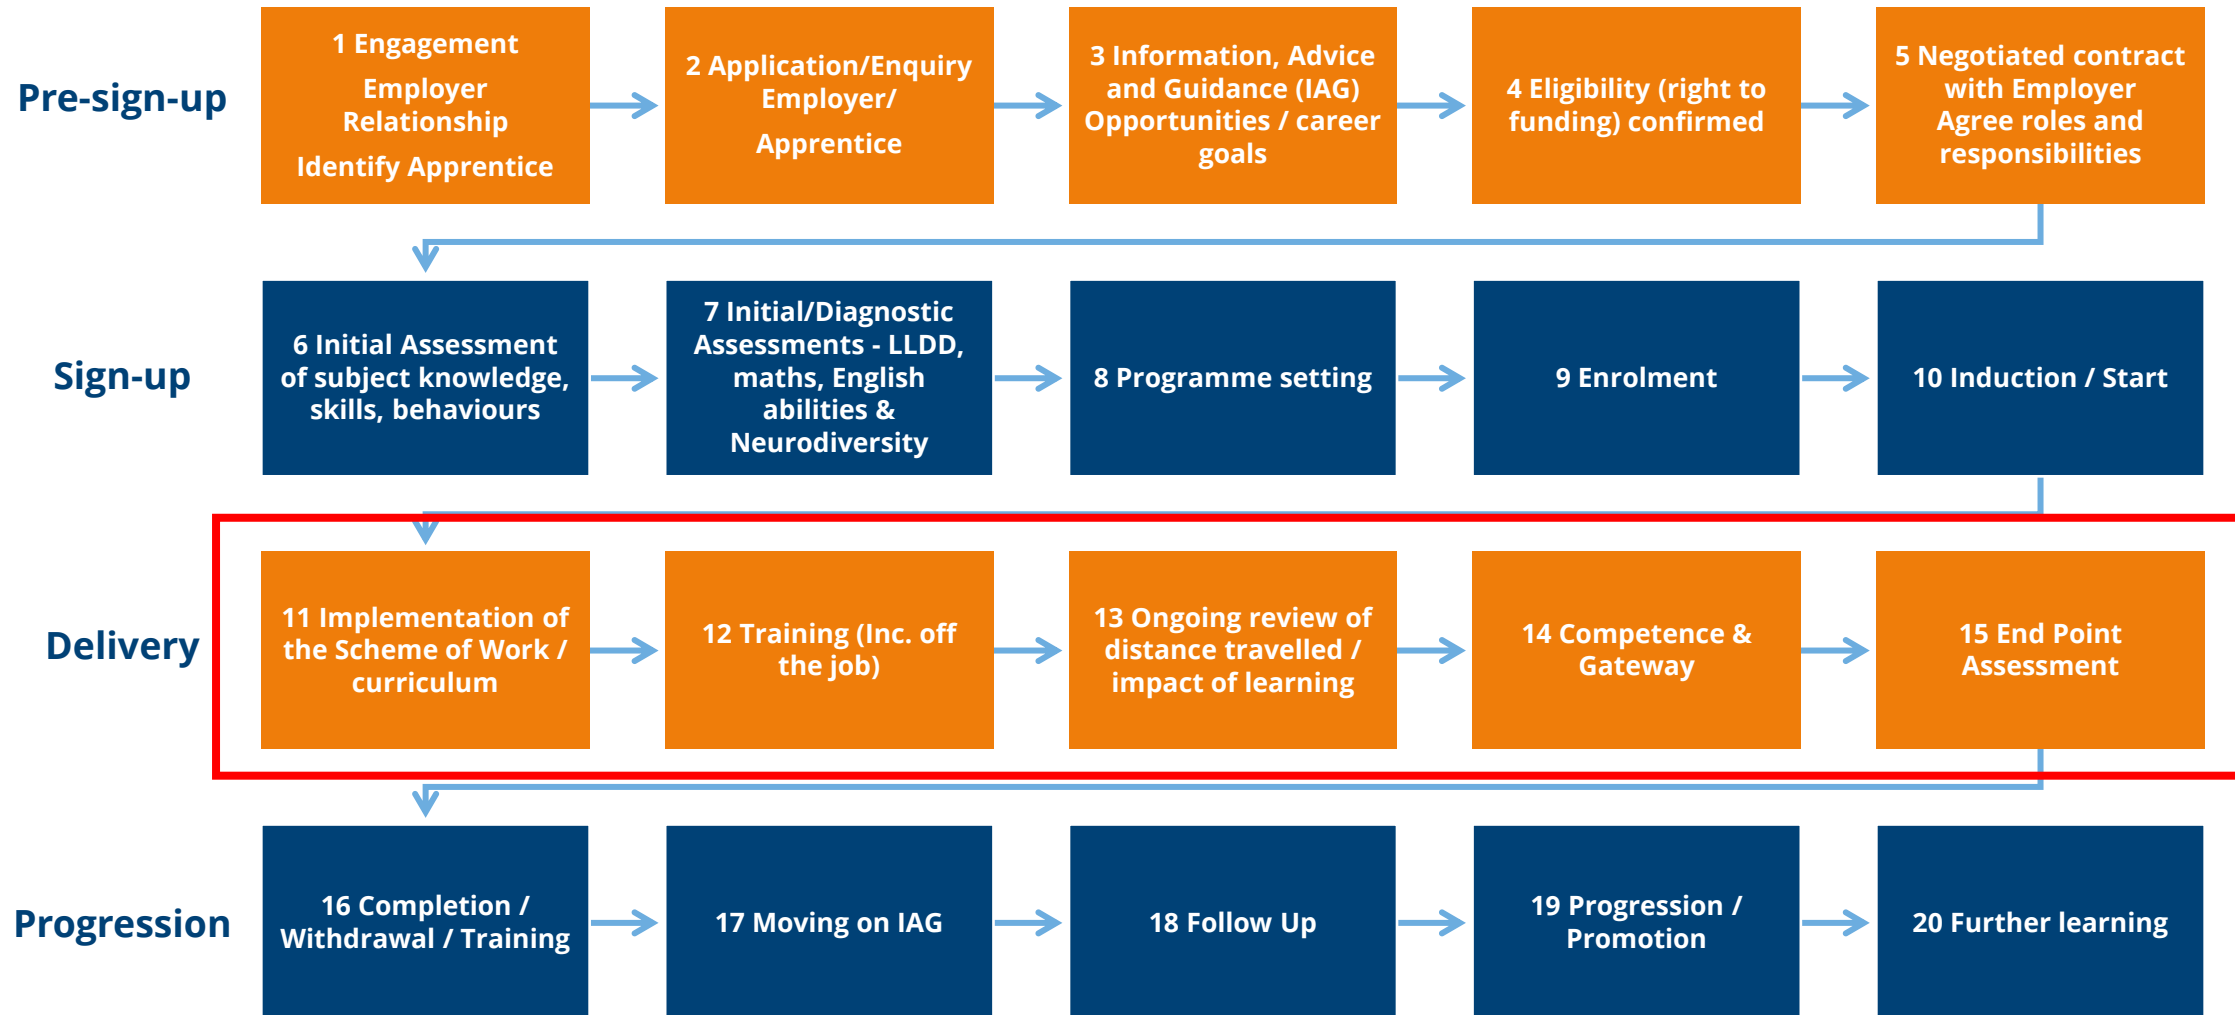 Pre-sign-up
1 Engagement
Employer
Relationship
Identify Apprentice
2 Application/Enquiry
Employer/
Apprentice
3 Information, Advice
and Guidance (IAG)
Opportunities / career
goals
4 Eligibility (right to
funding) confirmed
5 Negotiated contract
with Employer
Agree roles and
responsibilities
Sign-up
6 Initial Assessment
of subject knowledge,
skills, behaviours
7 Initial/Diagnostic
Assessments - LLDD,
maths, English
abilities &
Neurodiversity
8 Programme setting
9 Enrolment
10 Induction / Start
Delivery
11 Implementation of
the Scheme of Work /
curriculum
12 Training (Inc. off
the job)
13 Ongoing review of
distance travelled /
impact of learning
14 Competence &
Gateway
15 End Point
Assessment
Progression
16 Completion /
Withdrawal / Training
17 Moving on IAG
18 Follow Up
19 Progression /
Promotion
20 Further learning